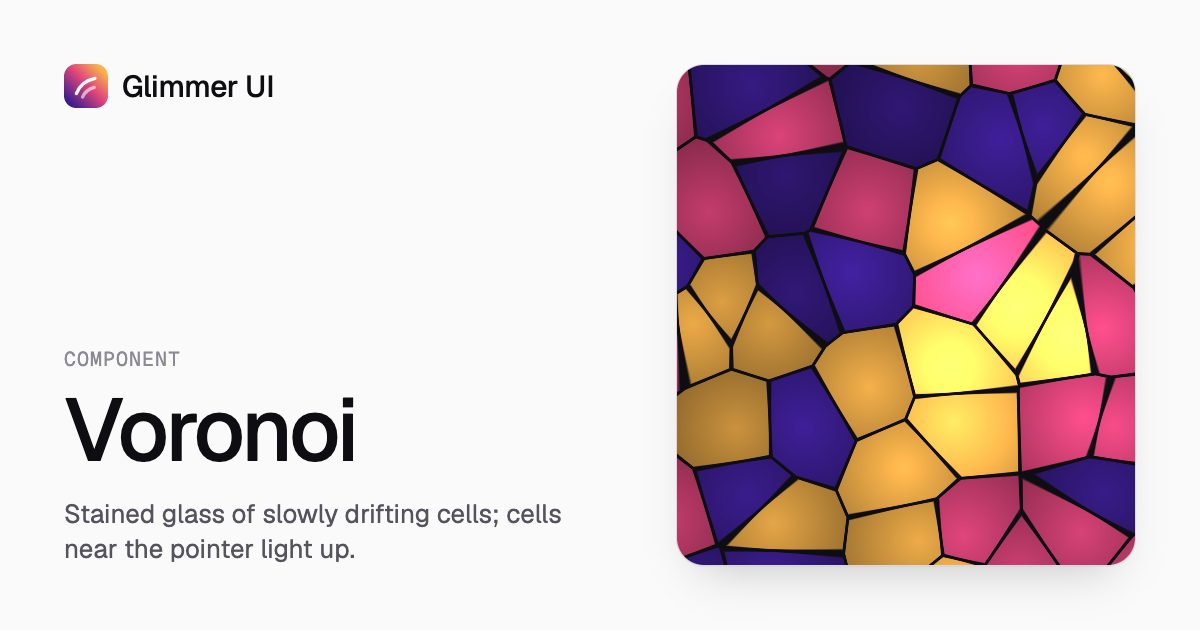 Glimmer UI
COMPONENT
Voronoi
Stained glass of slowly drifting cells; cells
near the pointer light up.